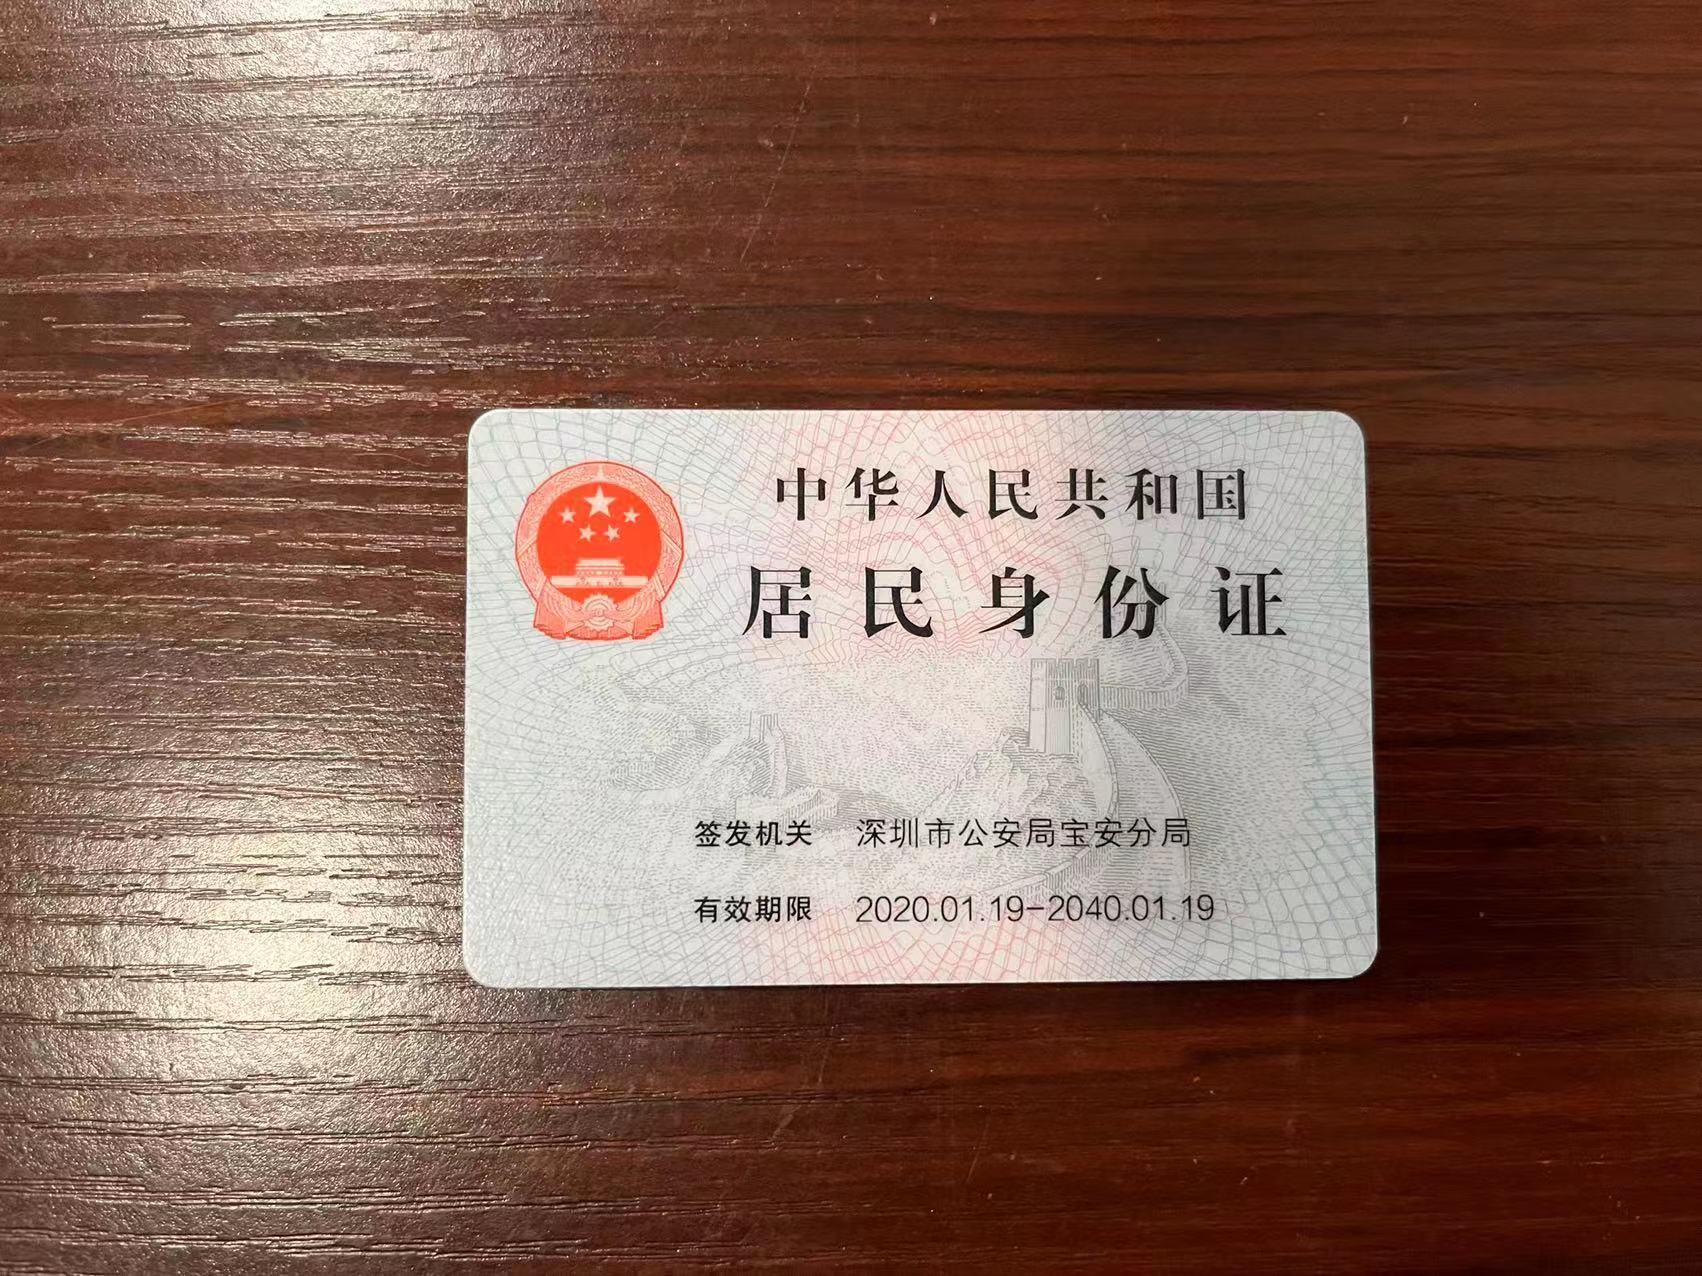 中华人民共和国
居民身份证
签发机关 深圳市公安局宝安分局
有效期限 2020.01.19-2040.01.19